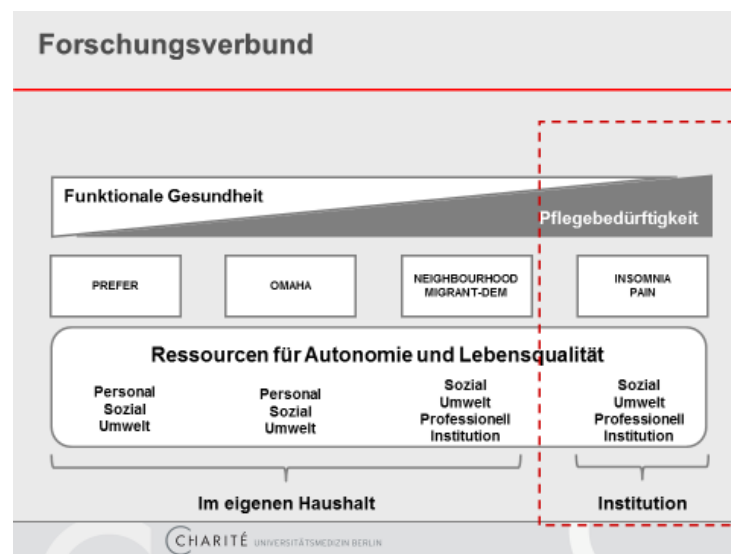 Forschungsverbund
Funktionale Gesundheit
Pflegebedürftigkeit
PREFER
OMAHA
NEIGHBOURHOOD
MIGRANT-DEM
INSOMNIA
PAIN
Ressourcen für Autonomie und Lebensqualität
Personal
Sozial
Umwelt
Personal
Sozial
Umwelt
Sozial
Umwelt
Professionell
Institution
Sozial
Umwelt
Professionell
Institution
Im eigenen Haushalt
Institution
CHARITÉ UNIVERSITÄTSMEDIZIN BERLIN